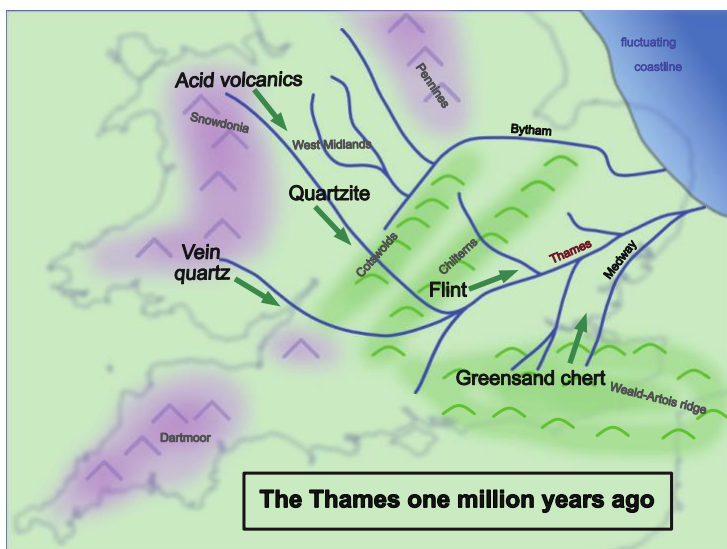 fluctuating
coastline
Pennines
Acid volcanics
Snowdonia
West Midlands
Bytham
Quartzite
Cotswolds
Chilterns
Thames
Medway
Vein
quartz
Flint
Greensand chert
Weald-Artois ridge
Dartmoor
The Thames one million years ago